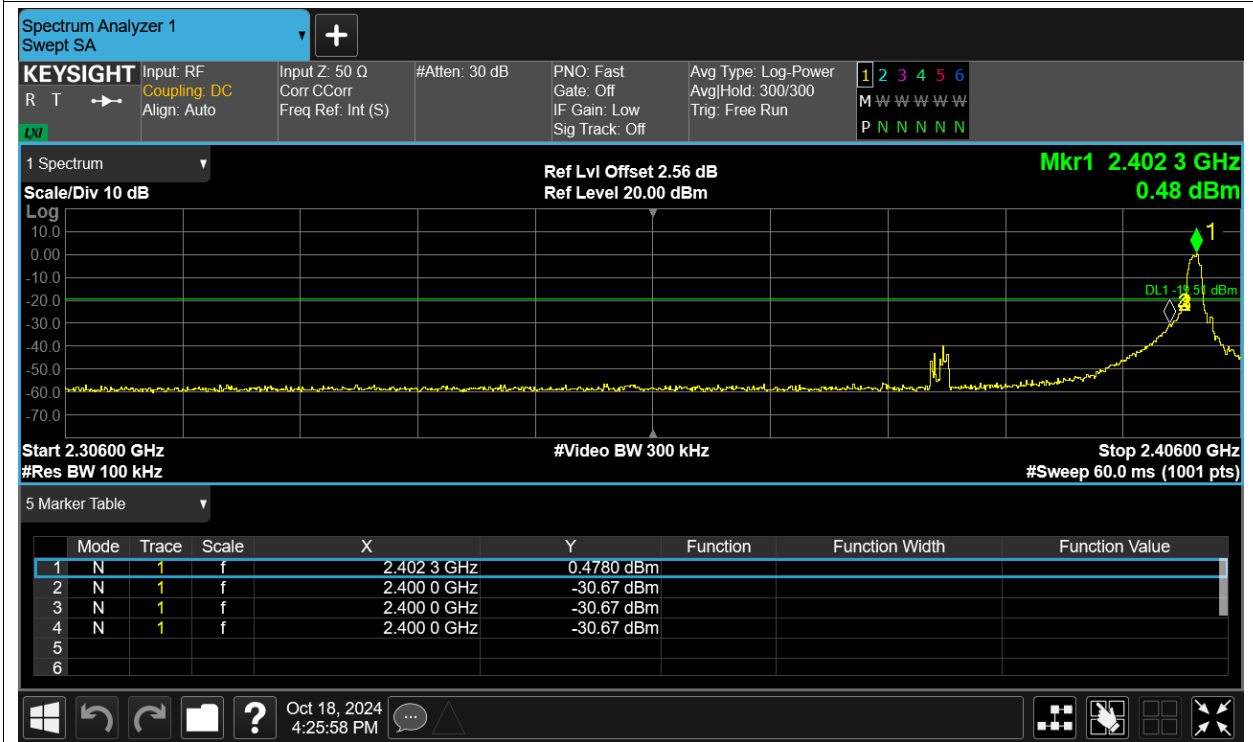 Spectrum Analyzer 1
Swept SA
+
KEYSIGHT Input: RF Input Z: 50 Ω #Atten: 30 dB PNO: Fast Avg Type: Log-Power 1 2 3 4 5 6
R T Coupling: DC Corr CCorr Gate: Off Avg|Hold: 300/300 M W W W W W
Align: Auto Freq Ref: Int (S) IF Gain: Low Trig: Free Run
LXI Sig Track: Off P N N N N N
1 Spectrum Ref Lvl Offset 2.56 dB Mkr1 2.402 3 GHz
Scale/Div 10 dB Ref Level 20.00 dBm 0.48 dBm
Log
10.0 1
0.00
-10.0
DL1 -19.51 dBm
-20.0
-30.0
-40.0
-50.0
-60.0
-70.0
Start 2.30600 GHz #Video BW 300 kHz Stop 2.40600 GHz
#Res BW 100 kHz #Sweep 60.0 ms (1001 pts)
5 Marker Table
Mode Trace Scale X Y Function Function Width Function Value
1 N 1 f 2.402 3 GHz 0.4780 dBm
2 N 1 f 2.400 0 GHz -30.67 dBm
3 N 1 f 2.400 0 GHz -30.67 dBm
4 N 1 f 2.400 0 GHz -30.67 dBm
5
6
? Oct 18, 2024
4:25:58 PM